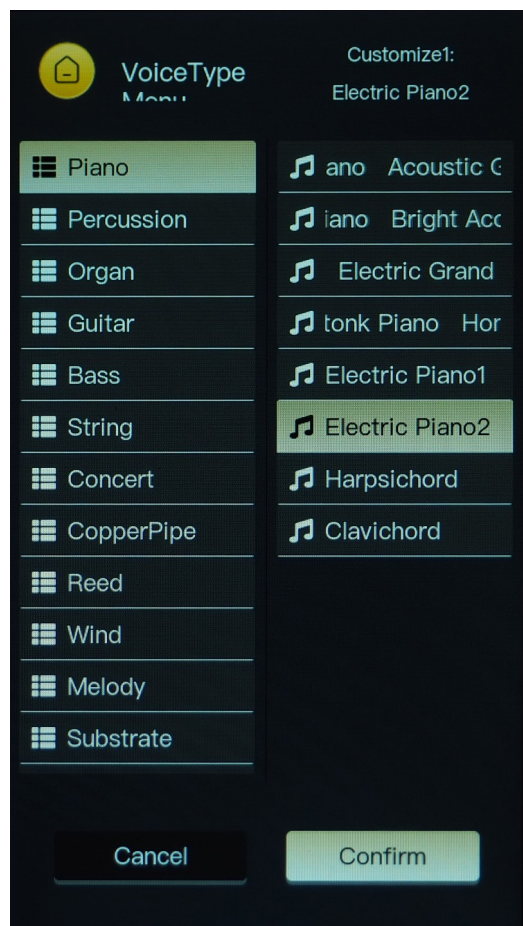 VoiceType
Menu
Customize1:
Electric Piano2
Piano
Percussion
Organ
Guitar
Bass
String
Concert
CopperPipe
Reed
Wind
Melody
Substrate
ano Acoustic G
iano Bright Acc
Electric Grand
tonk Piano Hor
Electric Piano1
Electric Piano2
Harpsichord
Clavichord
Cancel
Confirm